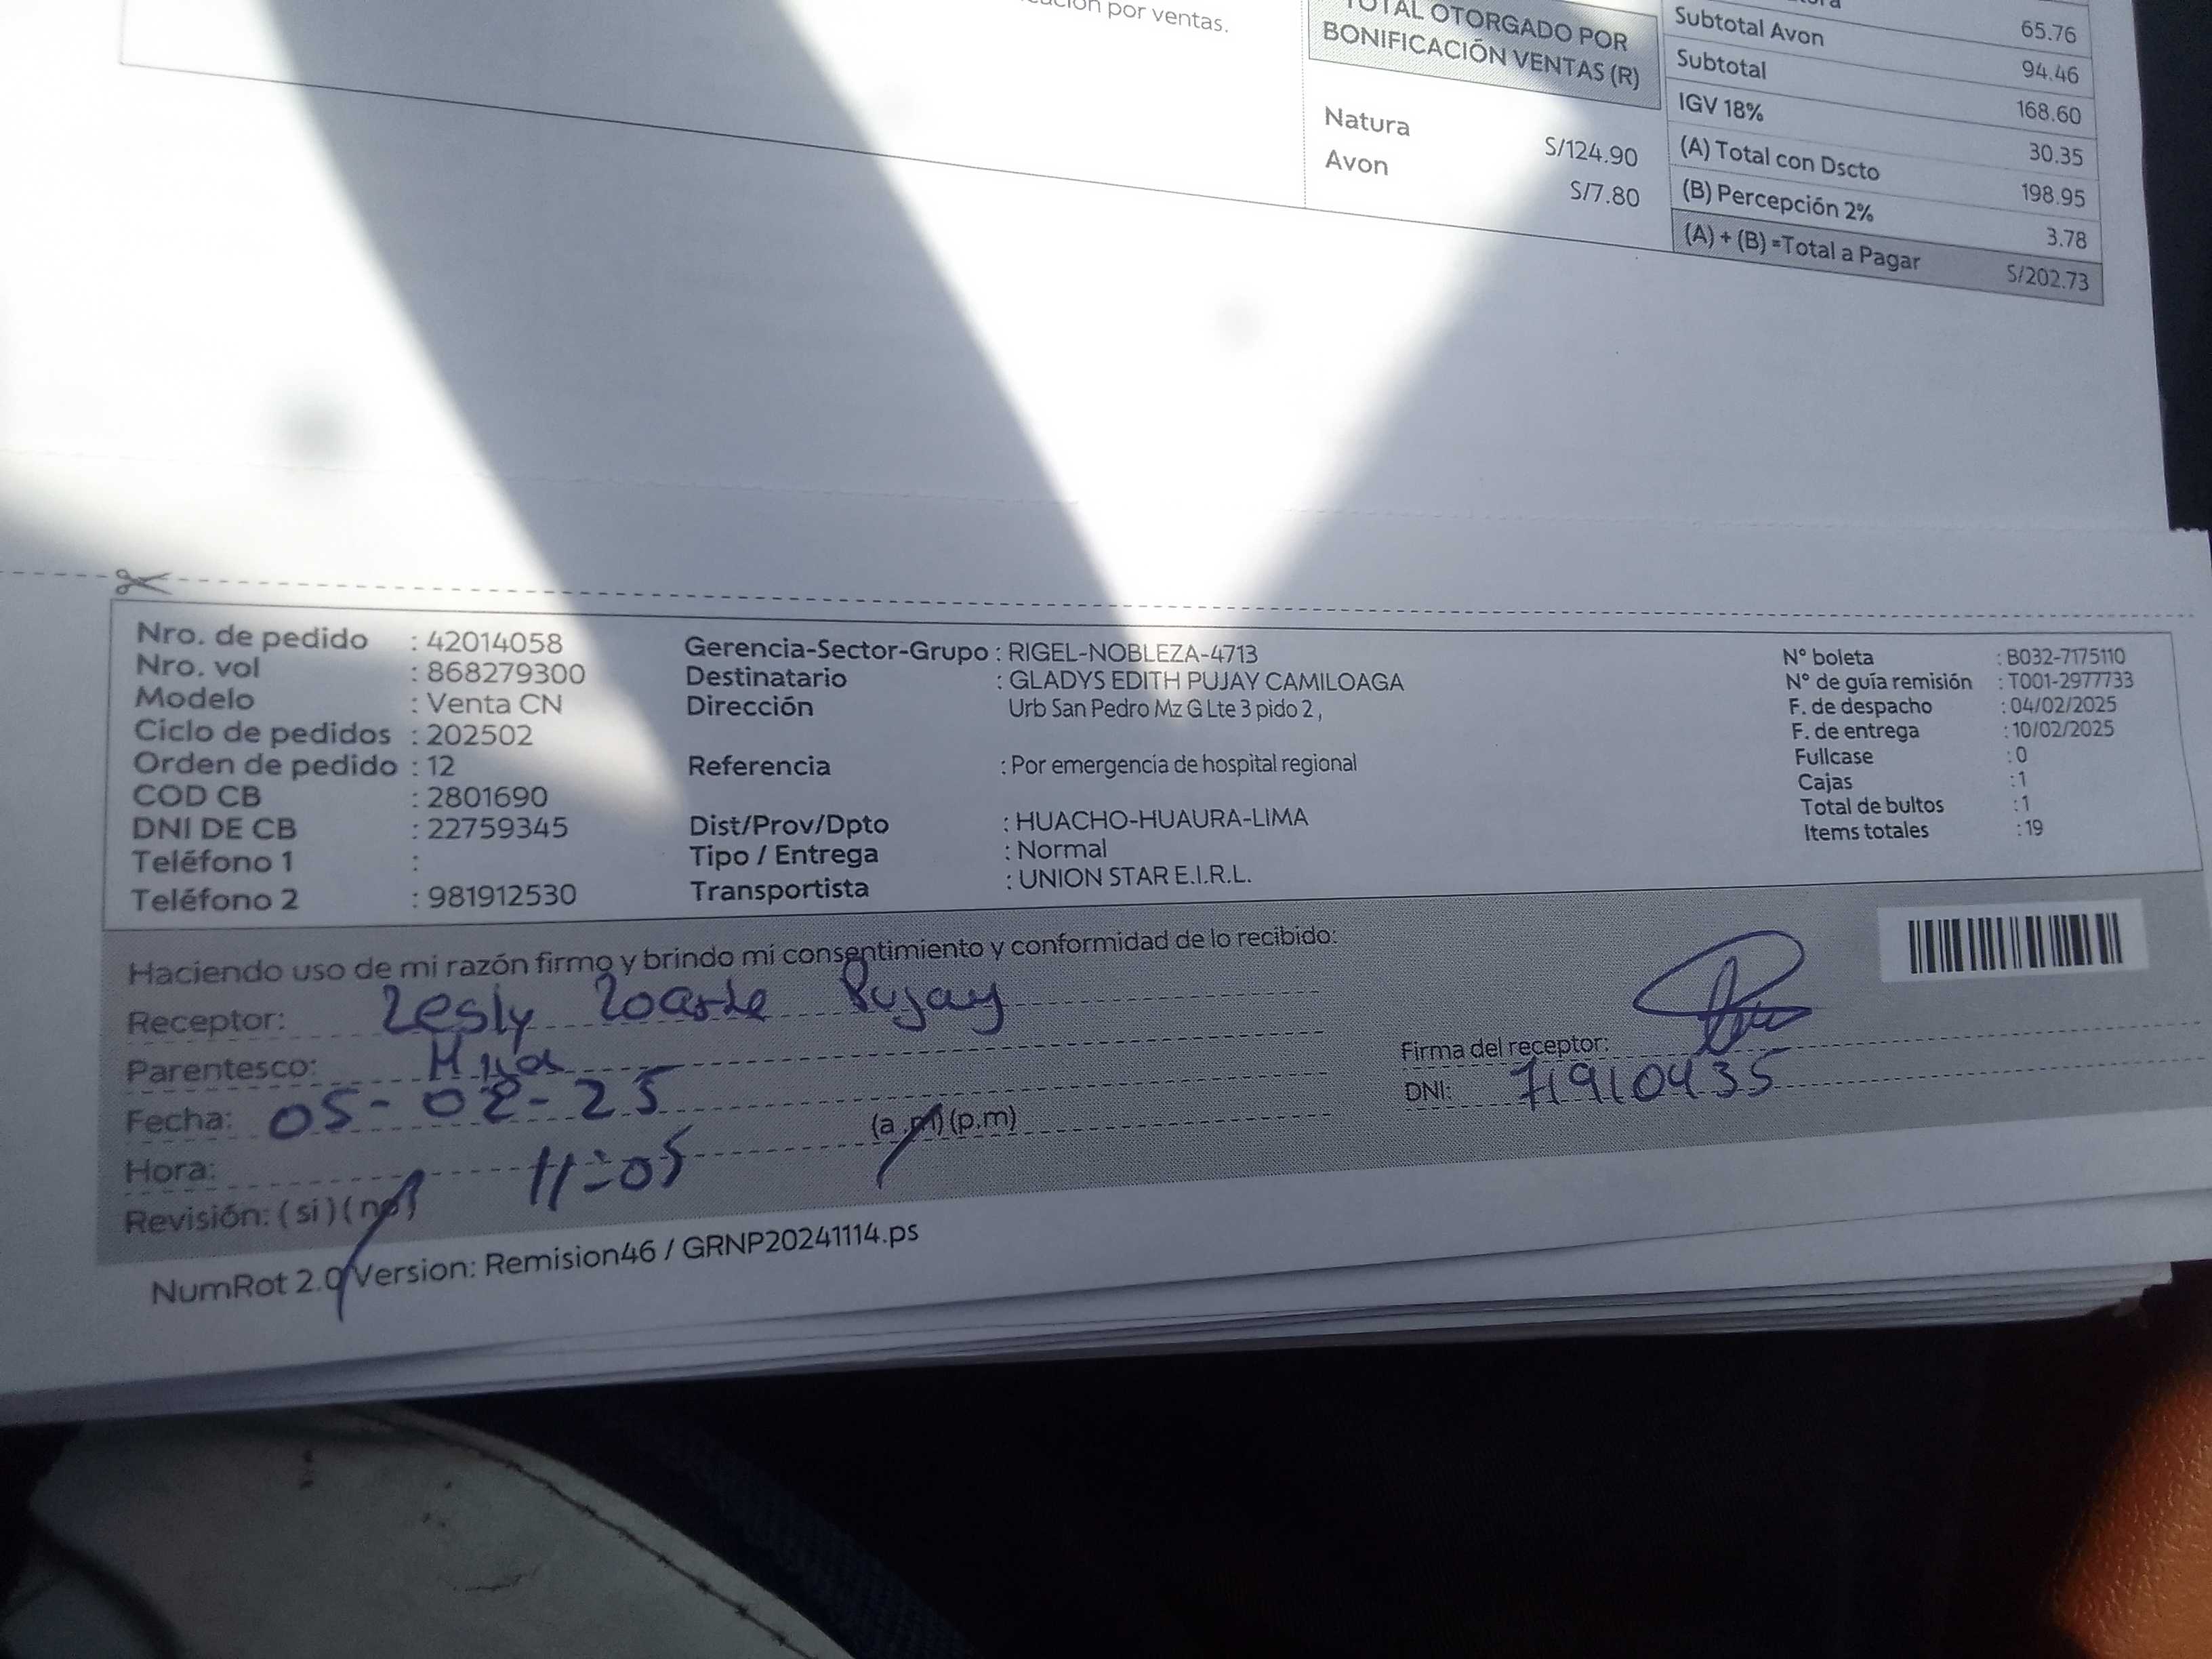 por ventas.
TOTAL OTORGADO POR
BONIFICACIÓN VENTAS (R)
Natura S/124.90
Avon S/7.80
65.76
Subtotal Avon 94.46
Subtotal 168.60
IGV 18% 30.35
(A) Total con Dscto 198.95
(B) Percepción 2% 3.78
(A) + (B) =Total a Pagar S/202.73
Nro. de pedido : 42014058
Nro. vol : 868279300
Modelo : Venta CN
Ciclo de pedidos : 202502
Orden de pedido : 12
COD CB : 2801690
DNI DE CB : 22759345
Teléfono 1 :
Teléfono 2 : 981912530
Gerencia-Sector-Grupo : RIGEL-NOBLEZA-4713
Destinatario : GLADYS EDITH PUJAY CAMILOAGA
Dirección Urb San Pedro Mz G Lte 3 pido 2 ,
Referencia : Por emergencia de hospital regional
Dist/Prov/Dpto : HUACHO-HUAURA-LIMA
Tipo / Entrega : Normal
Transportista : UNION STAR E.I.R.L.
N° boleta : B032-7175110
N° de guía remisión : T001-2977733
F. de despacho : 04/02/2025
F. de entrega : 10/02/2025
Fullcase : 0
Cajas : 1
Total de bultos : 1
Items totales : 19
Haciendo uso de mi razón firmo y brindo mi consentimiento y conformidad de lo recibido:
Receptor: Lesly Loarte Pujay
Parentesco: Hija
Fecha: 05-02-25
Hora: 11:05 (a.m) (p.m)
Revisión: ( si ) ( no )
Firma del receptor:
DNI: 71910435
NumRot 2.0 Version: Remision46 / GRNP20241114.ps